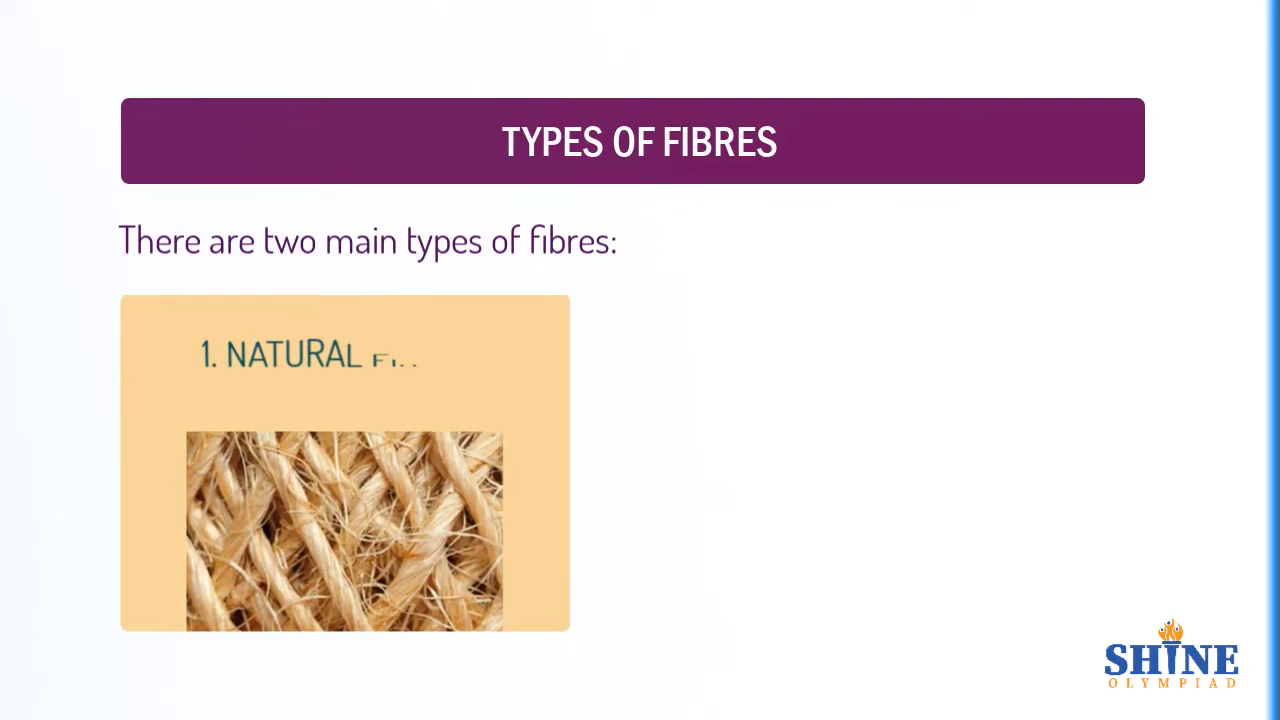 TYPES OF FIBRES
There are two main types of fibres:
1. NATURAL
SHINE
OLYMPIAD